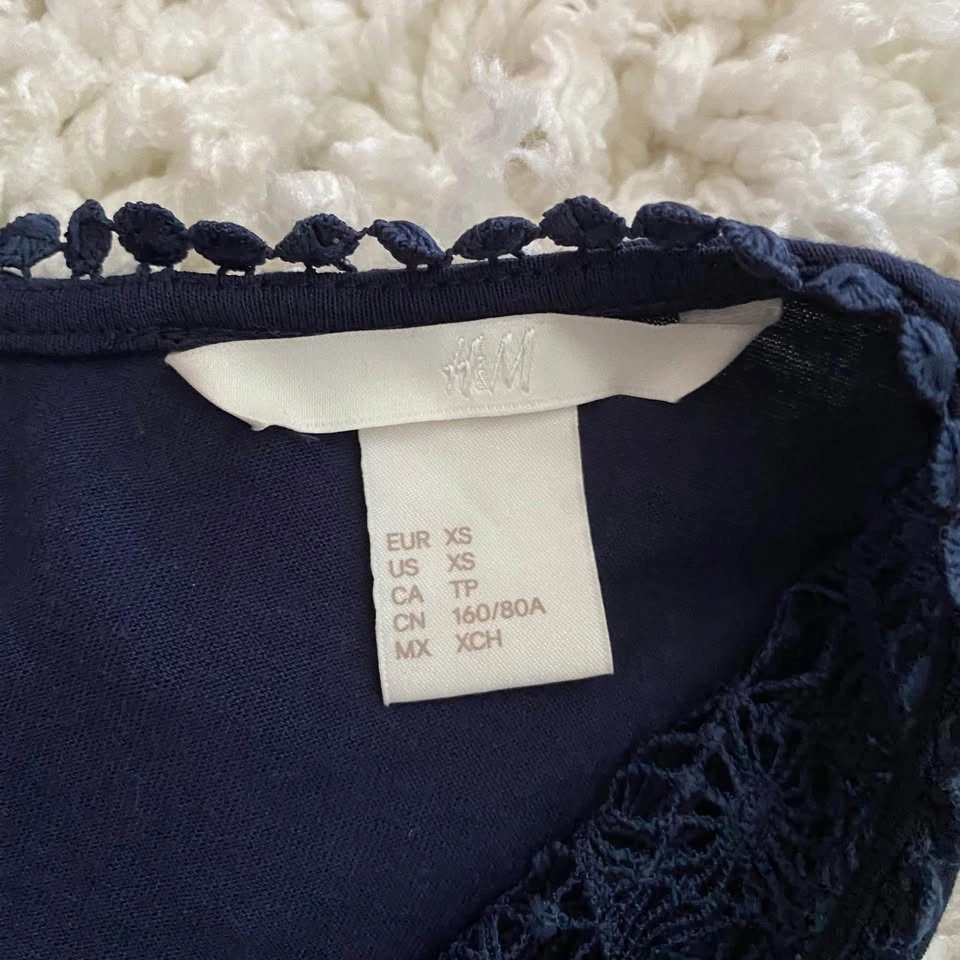 H&M
EUR XS
US XS
CA TP
CN 160/80A
MX XCH